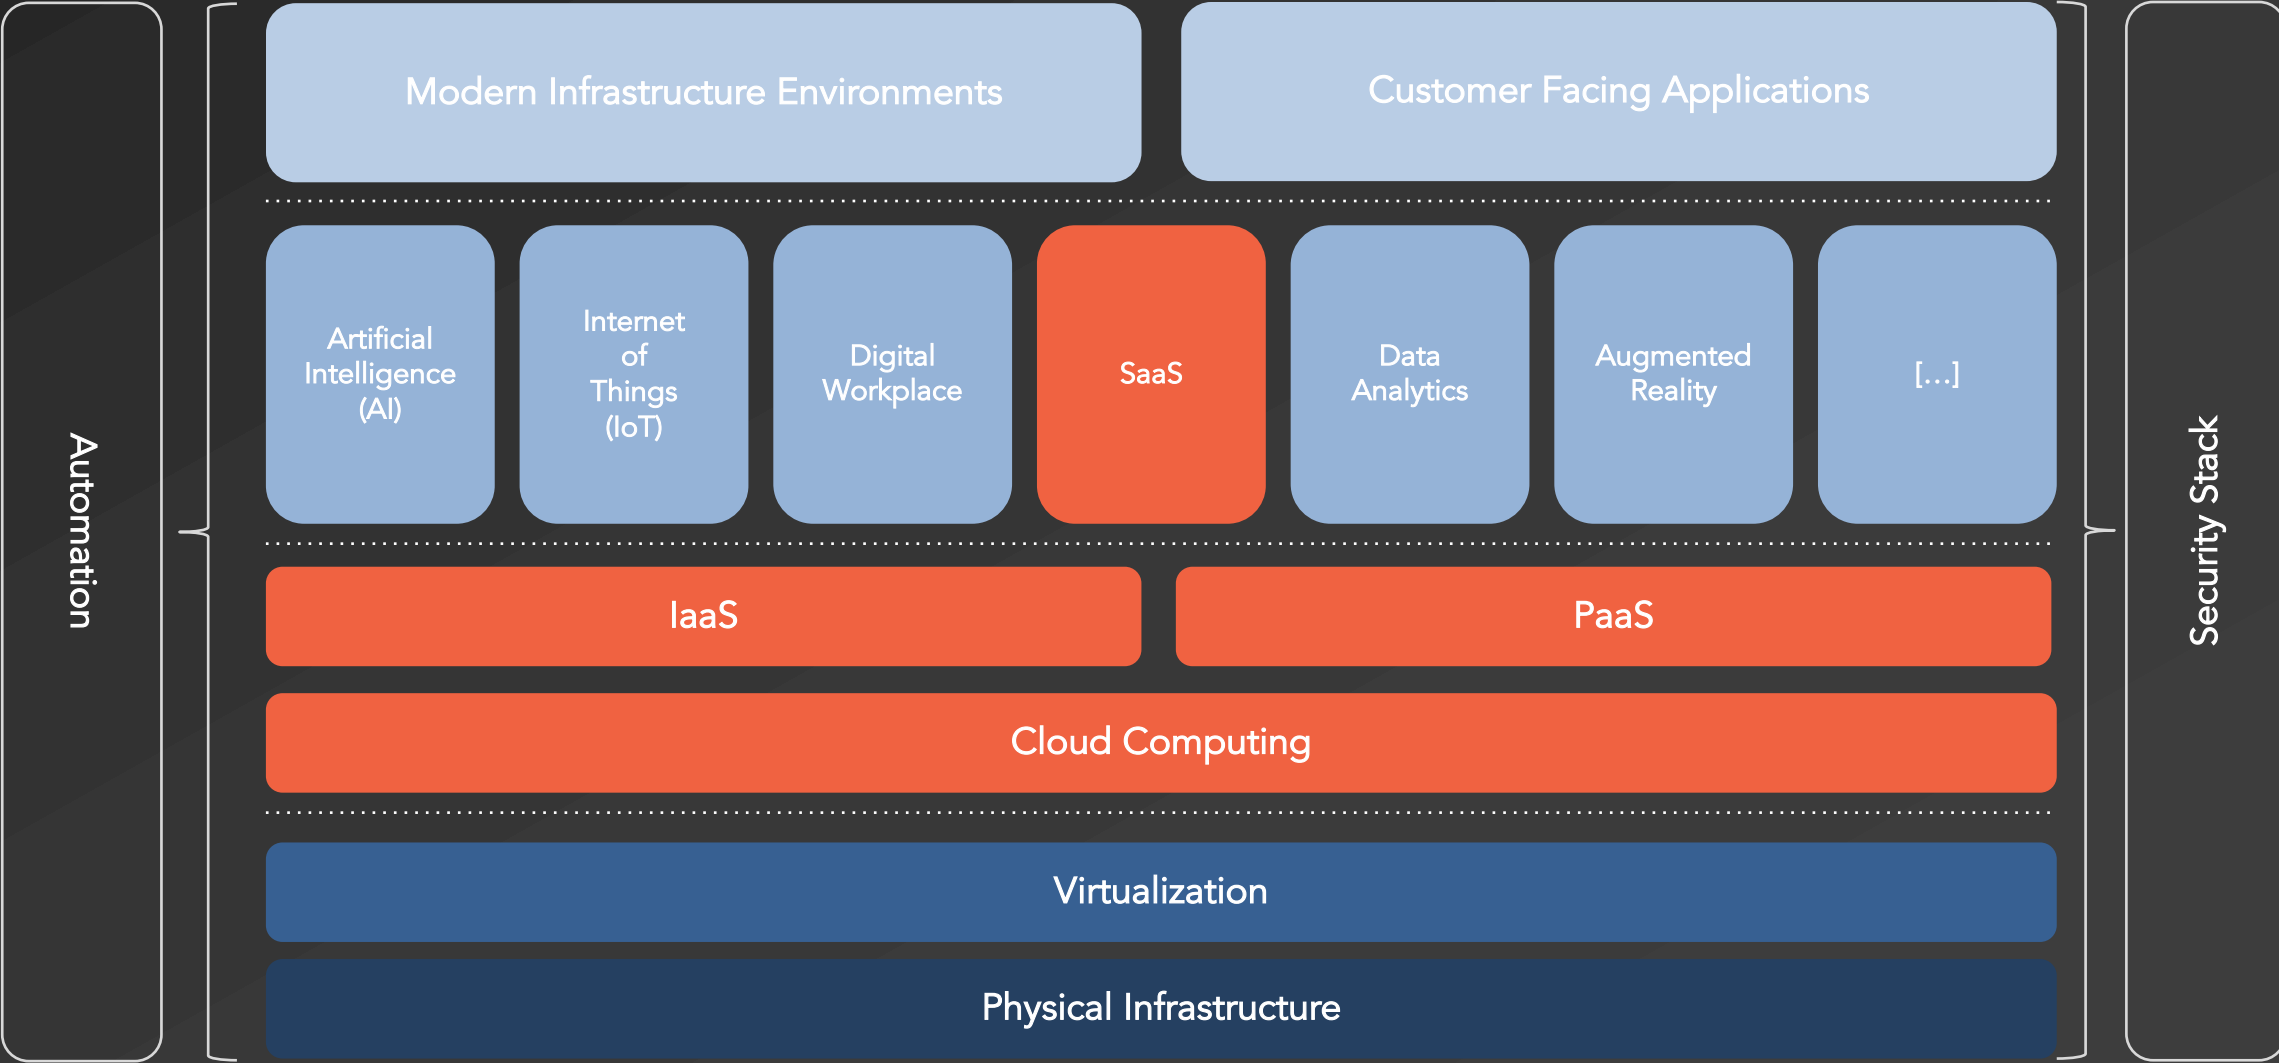 Automation
Modern Infrastructure Environments
Customer Facing Applications
Artificial
Intelligence
(AI)
Internet
of
Things
(IoT)
Digital
Workplace
SaaS
Data
Analytics
Augmented
Reality
[...]
IaaS
PaaS
Cloud Computing
Virtualization
Physical Infrastructure
Security Stack